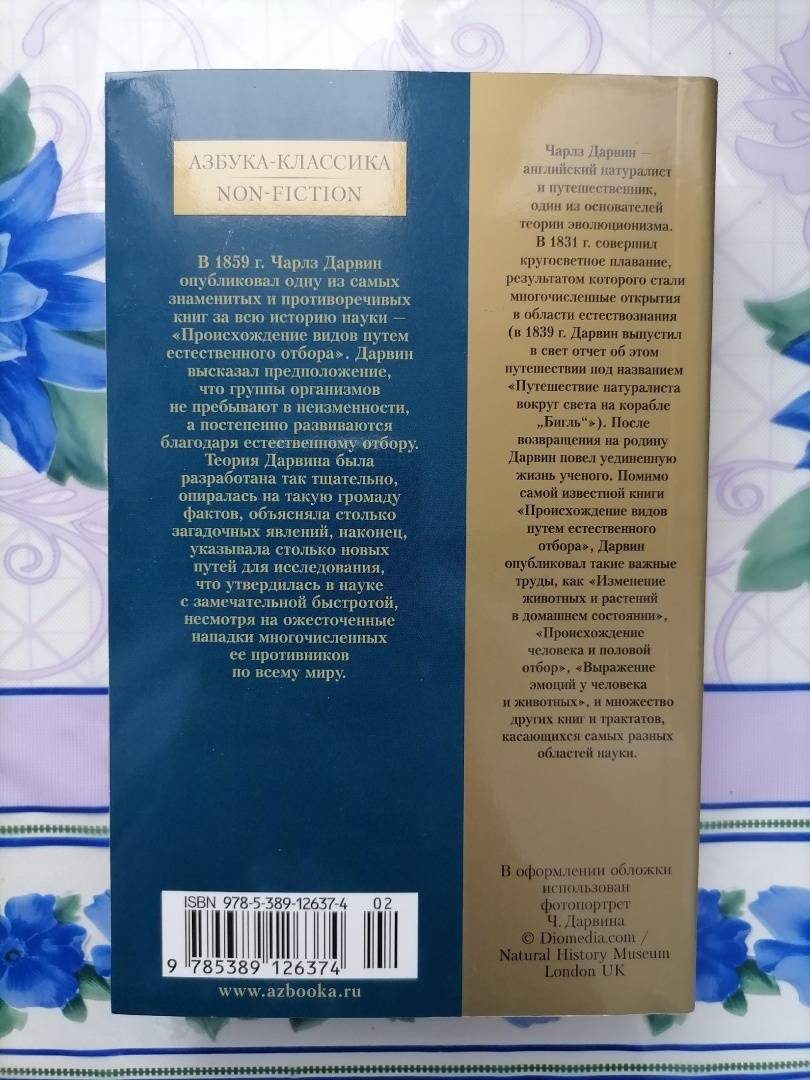 АЗБУКА-КЛАССИКА
NON-FICTION
В 1859 г. Чарлз Дарвин
опубликовал одну из самых
знаменитых и противоречивых
книг за всю историю науки —
«Происхождение видов путем
естественного отбора». Дарвин
высказал предположение,
что группы организмов
не пребывают в неизменности,
а постепенно развиваются
благодаря естественному отбору.
Теория Дарвина была
разработана так тщательно,
опиралась на такую громаду
фактов, объясняла столько
загадочных явлений, наконец,
указывала столько новых
путей для исследования,
что утвердилась в науке
с замечательной быстротой,
несмотря на ожесточенные
нападки многочисленных
ее противников
по всему миру.
ISBN 978-5-389-12637-4 02
9 785389 126374
www.azbooka.ru
Чарлз Дарвин —
английский натуралист
и путешественник,
один из основателей
теории эволюционизма.
В 1831 г. совершил
кругосветное плавание,
результатом которого стали
многочисленные открытия
в области естествознания
(в 1839 г. Дарвин выпустил
в свет отчет об этом
путешествии под названием
«Путешествие натуралиста
вокруг света на корабле
„Бигль“»). После
возвращения на родину
Дарвин повел уединенную
жизнь ученого. Помимо
самой известной книги
«Происхождение видов
путем естественного
отбора», Дарвин
опубликовал такие важные
труды, как «Изменение
животных и растений
в домашнем состоянии»,
«Происхождение
человека и половой
отбор», «Выражение
эмоций у человека
и животных», и множество
других книг и трактатов,
касающихся самых разных
областей науки.
В оформлении обложки
использован
фотопортрет
Ч. Дарвина
© Diomedia.com /
Natural History Museum
London UK